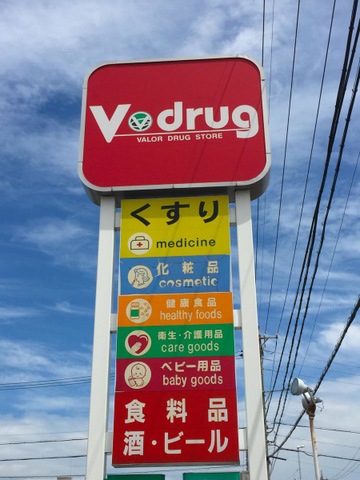 V・drug
VALOR DRUG STORE
くすり
medicine
化粧品
cosmetic
健康食品
healthy foods
衛生・介護用品
care goods
ベビー用品
baby goods
食料品
酒・ビール